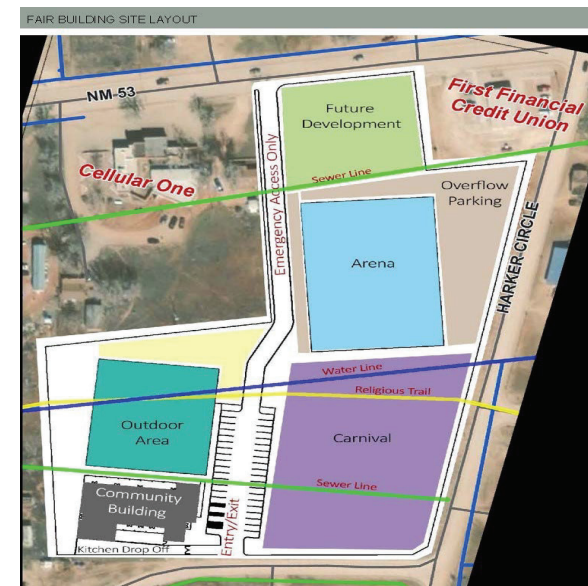 FAIR BUILDING SITE LAYOUT
NM 53
Future
Development
First Financial
Credit Union
Emergency Access Only
Sewer Line
Cellular One
Overflow
Parking
Arena
HARKER CIRCLE
Water Line
Religious Trail
Outdoor
Area
Carnival
Sewer Line
Community
Building
Entry/Exit
Kitchen Drop Off